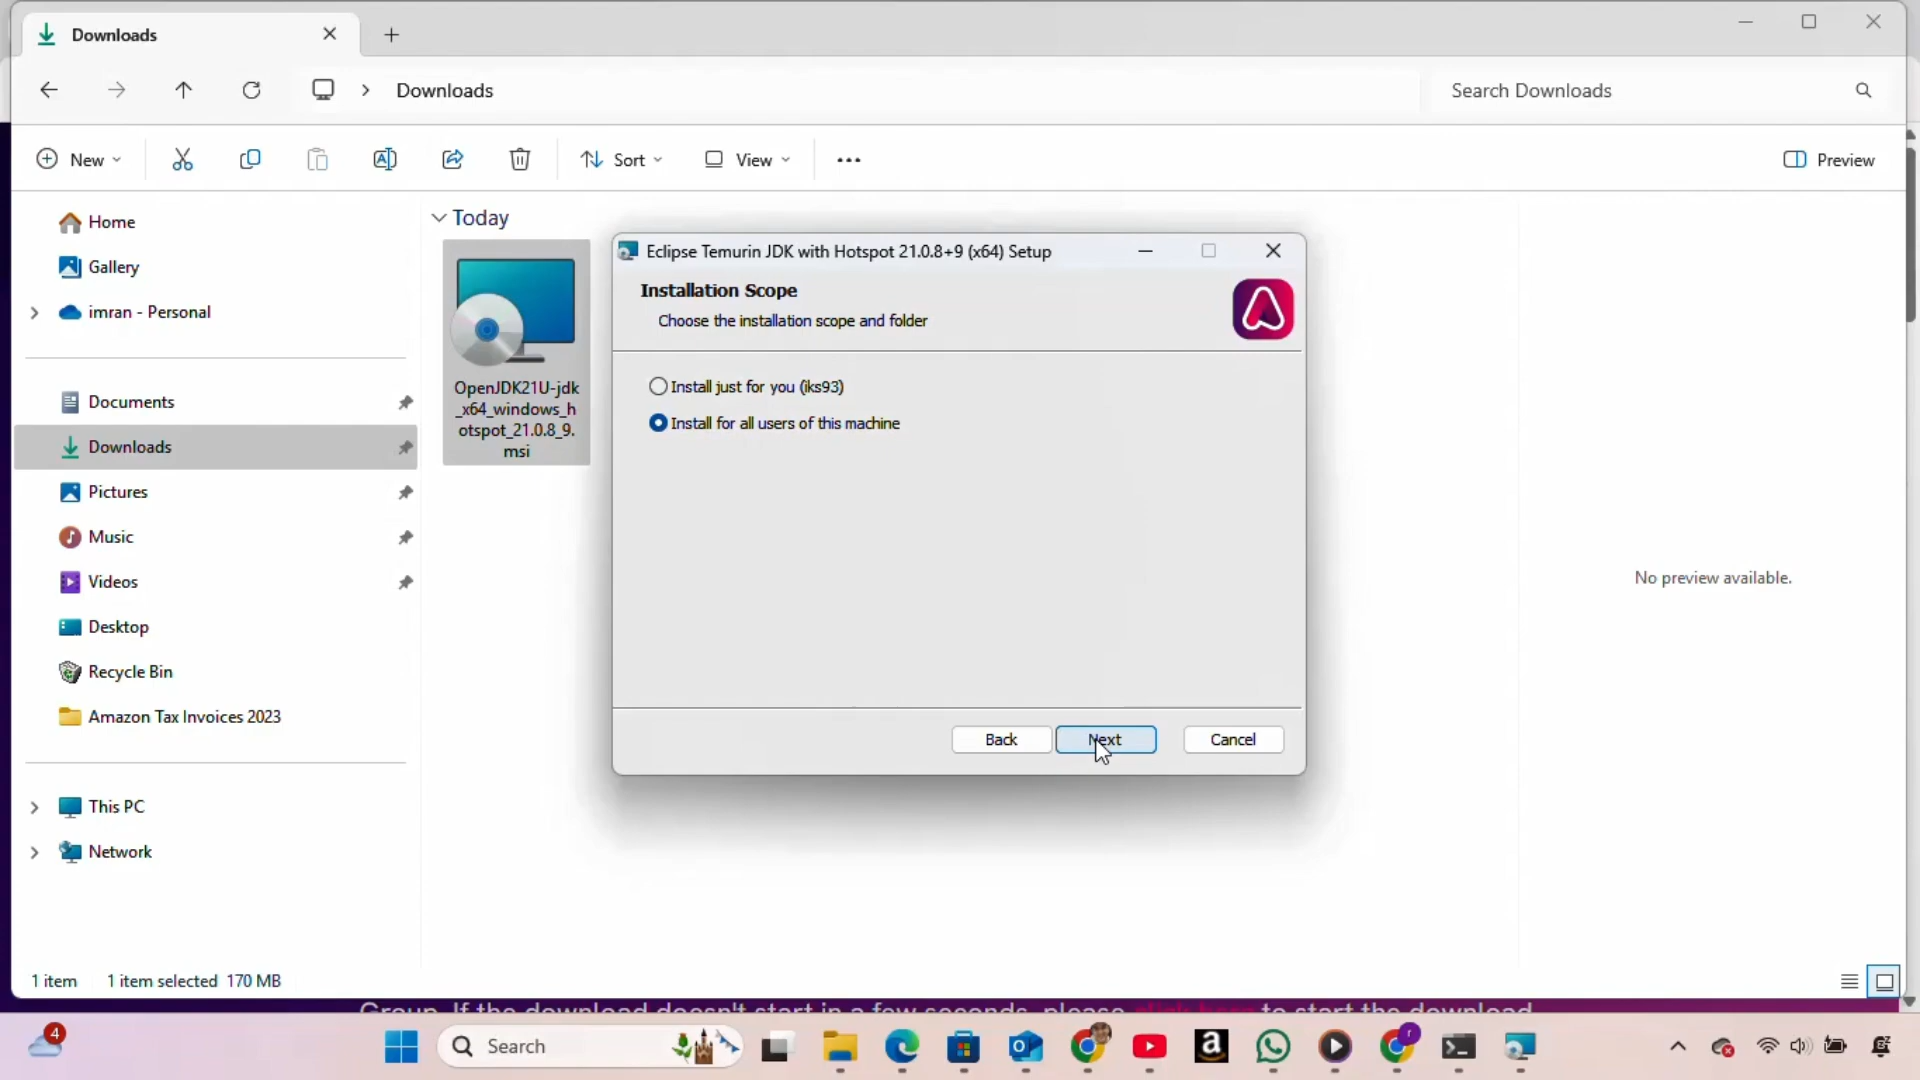 Downloads
Downloads
Search Downloads
New
Sort
View
Preview
Home
Gallery
imran - Personal
Documents
Downloads
Pictures
Music
Videos
Desktop
Recycle Bin
Amazon Tax Invoices 2023
This PC
Network
Today
OpenJDK21U-jdk
_x64_windows_h
otspot_21.0.8_9.
msi
Eclipse Temurin JDK with Hotspot 21.0.8+9 (x64) Setup
Installation Scope
Choose the installation scope and folder
Install just for you (iks93)
Install for all users of this machine
Back
Next
Cancel
No preview available.
1 item
1 item selected 170 MB
Group. If the download doesn't start in a few seconds, please click here to start the download
4
Search